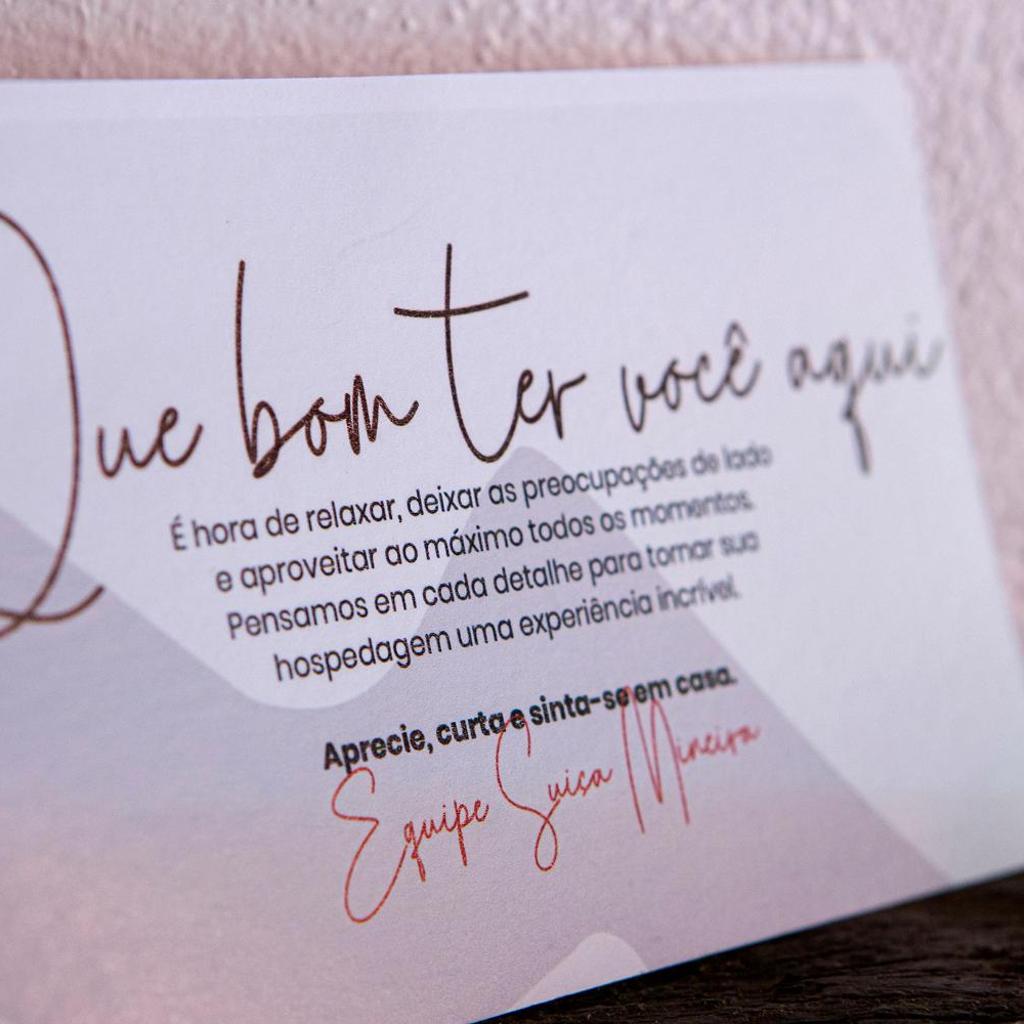 Que bom ter você aqui
É hora de relaxar, deixar as preocupações de lado
e aproveitar ao máximo todos os momentos.
Pensamos em cada detalhe para tornar sua
hospedagem uma experiência incrível.
Aprecie, curta e sinta-se em casa.
Equipe Suiça Mineira